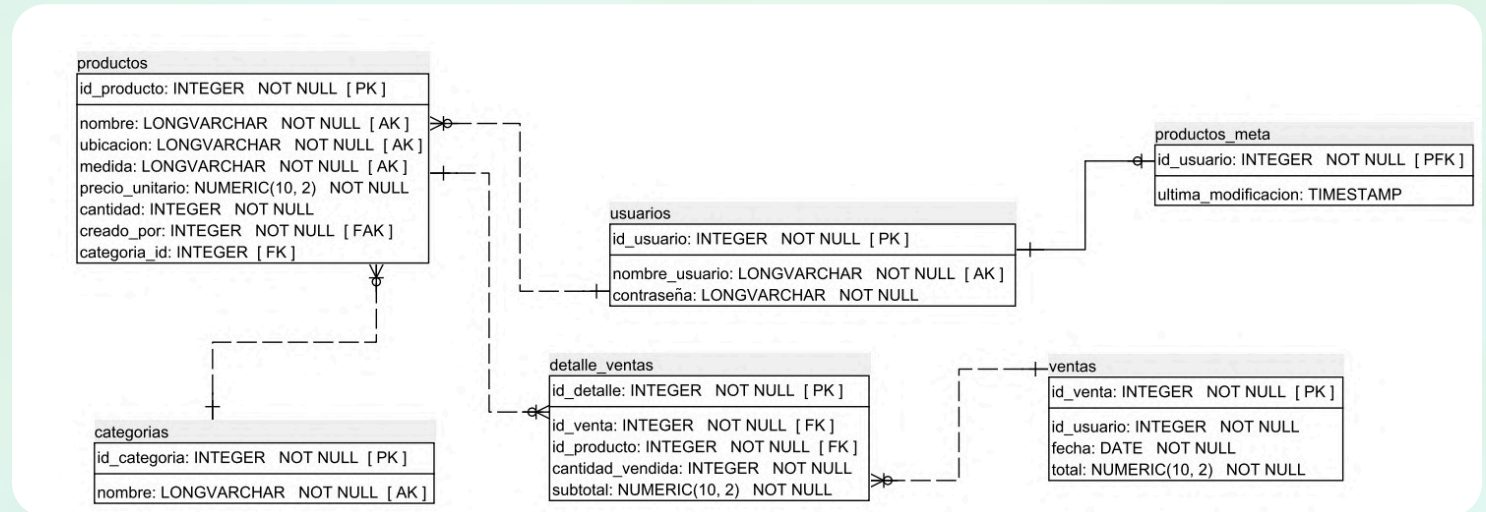 productos
id_producto: INTEGER NOT NULL [ PK ]
nombre: LONGVARCHAR NOT NULL [ AK ]
ubicacion: LONGVARCHAR NOT NULL [ AK ]
medida: LONGVARCHAR NOT NULL [ AK ]
precio_unitario: NUMERIC(10, 2) NOT NULL
cantidad: INTEGER NOT NULL
creado_por: INTEGER NOT NULL [ FAK ]
categoria_id: INTEGER [ FK ]
productos_meta
id_usuario: INTEGER NOT NULL [ PFK ]
ultima_modificacion: TIMESTAMP
usuarios
id_usuario: INTEGER NOT NULL [ PK ]
nombre_usuario: LONGVARCHAR NOT NULL [ AK ]
contraseña: LONGVARCHAR NOT NULL
detalle_ventas
id_detalle: INTEGER NOT NULL [ PK ]
id_venta: INTEGER NOT NULL [ FK ]
id_producto: INTEGER NOT NULL [ FK ]
cantidad_vendida: INTEGER NOT NULL
subtotal: NUMERIC(10, 2) NOT NULL
ventas
id_venta: INTEGER NOT NULL [ PK ]
id_usuario: INTEGER NOT NULL
fecha: DATE NOT NULL
total: NUMERIC(10, 2) NOT NULL
categorias
id_categoria: INTEGER NOT NULL [ PK ]
nombre: LONGVARCHAR NOT NULL [ AK ]